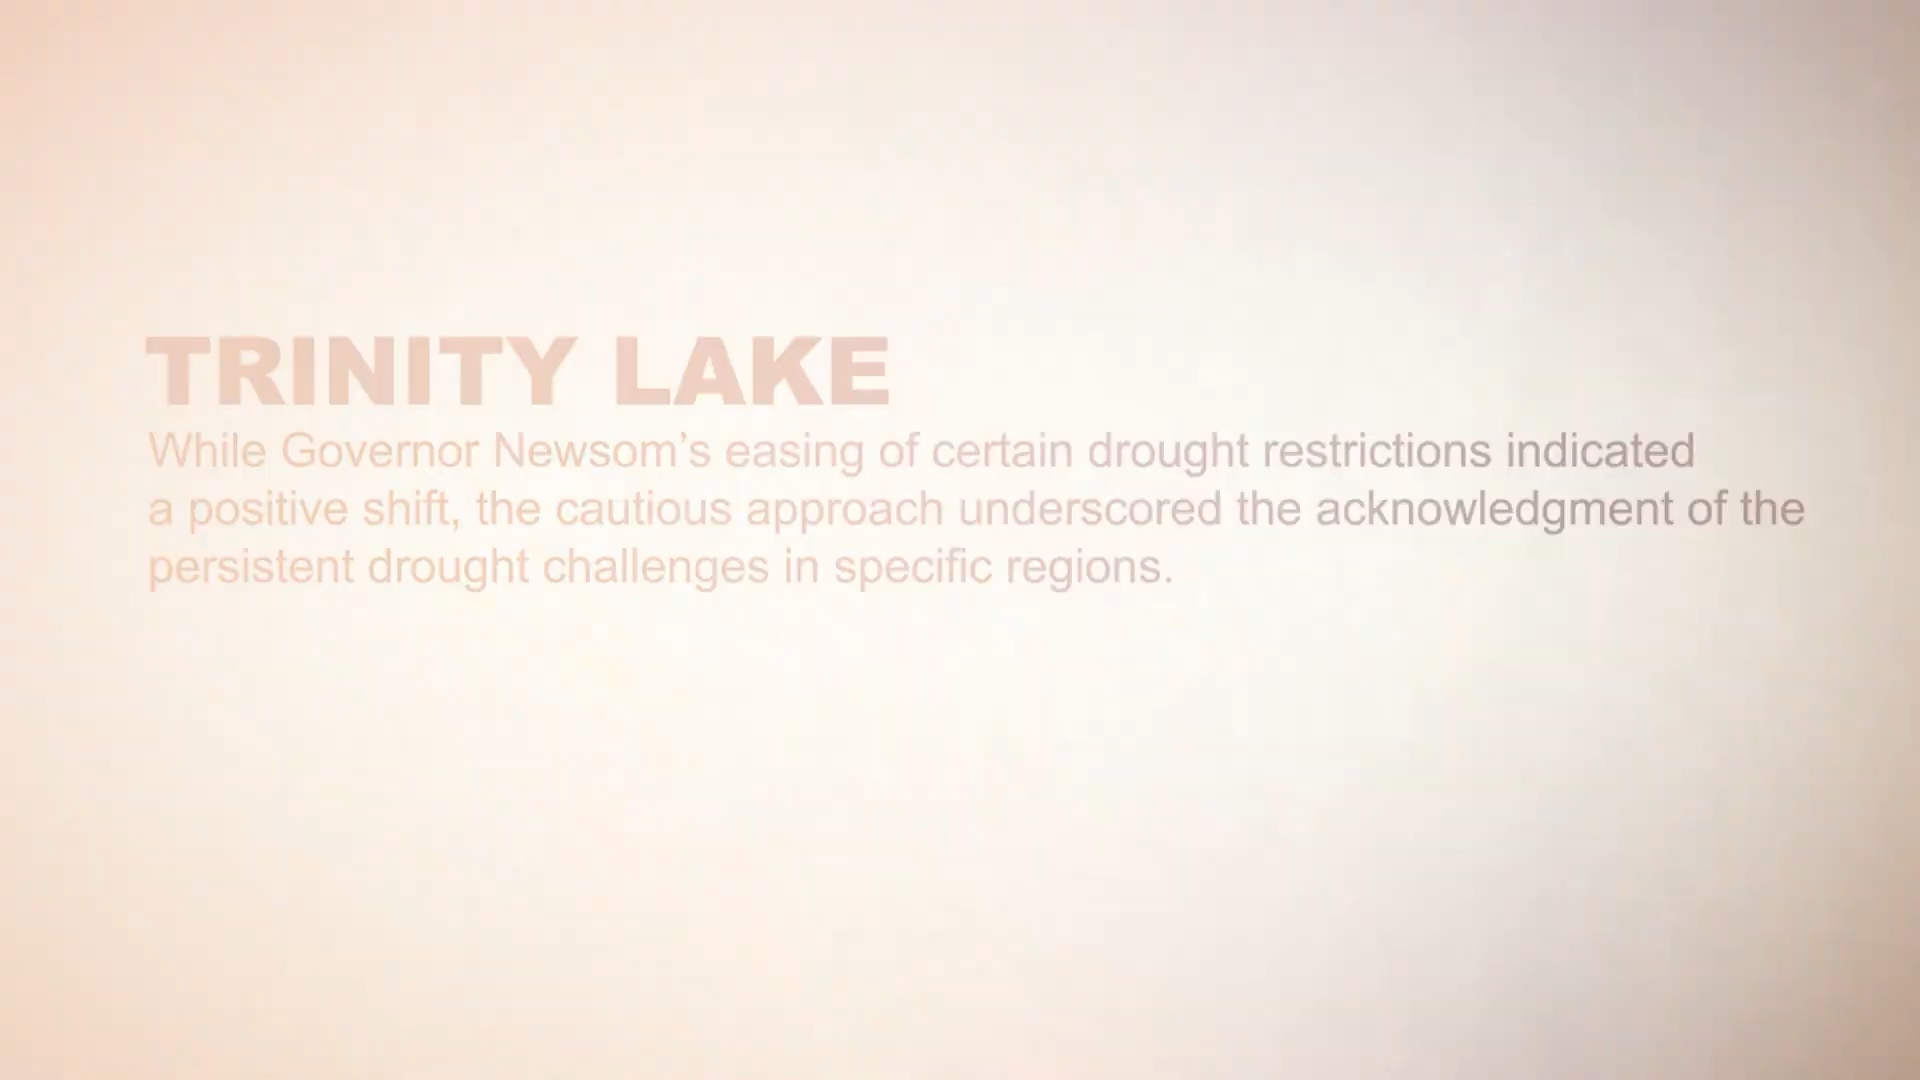 TRINITY LAKE
While Governor Newsom’s easing of certain drought restrictions indicated
a positive shift, the cautious approach underscored the acknowledgment of the
persistent drought challenges in specific regions.